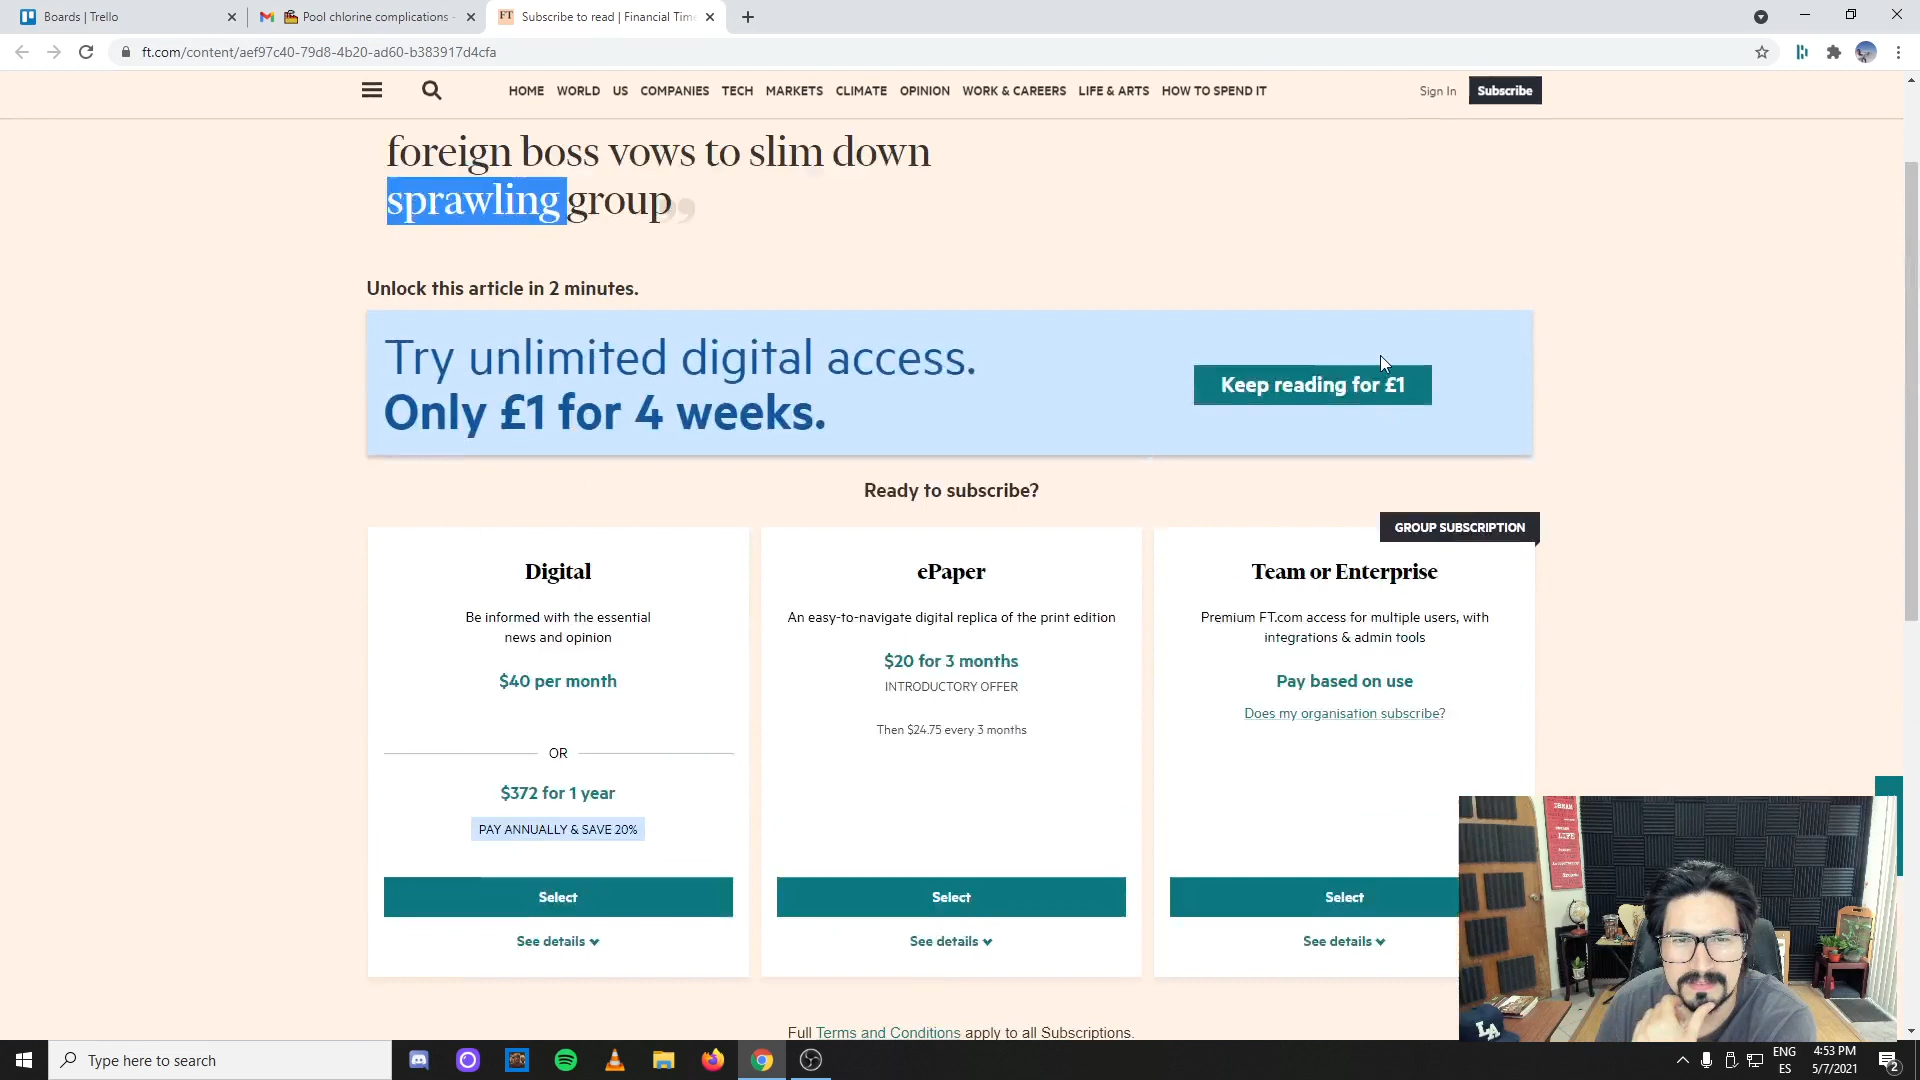 Boards | Trello
Pool chlorine complications -
FT
Subscribe to read | Financial Time
ft.com/content/aef97c40-79d8-4b20-ad60-b383917d4cfa
HOME WORLD US COMPANIES TECH MARKETS CLIMATE OPINION WORK & CAREERS LIFE & ARTS HOW TO SPEND IT
Sign In
Subscribe
foreign boss vows to slim down
sprawling group”
Unlock this article in 2 minutes.
Try unlimited digital access.
Only £1 for 4 weeks.
Keep reading for £1
Ready to subscribe?
GROUP SUBSCRIPTION
Digital
Be informed with the essential
news and opinion
$40 per month
OR
$372 for 1 year
PAY ANNUALLY & SAVE 20%
Select
See details
ePaper
An easy-to-navigate digital replica of the print edition
$20 for 3 months
INTRODUCTORY OFFER
Then $24.75 every 3 months
Select
See details
Team or Enterprise
Premium FT.com access for multiple users, with
integrations & admin tools
Pay based on use
Does my organisation subscribe?
Select
See details
Full Terms and Conditions apply to all Subscriptions.
DREAM
LIFE
LA
Type here to search
ENG
ES
4:53 PM
5/7/2021
2